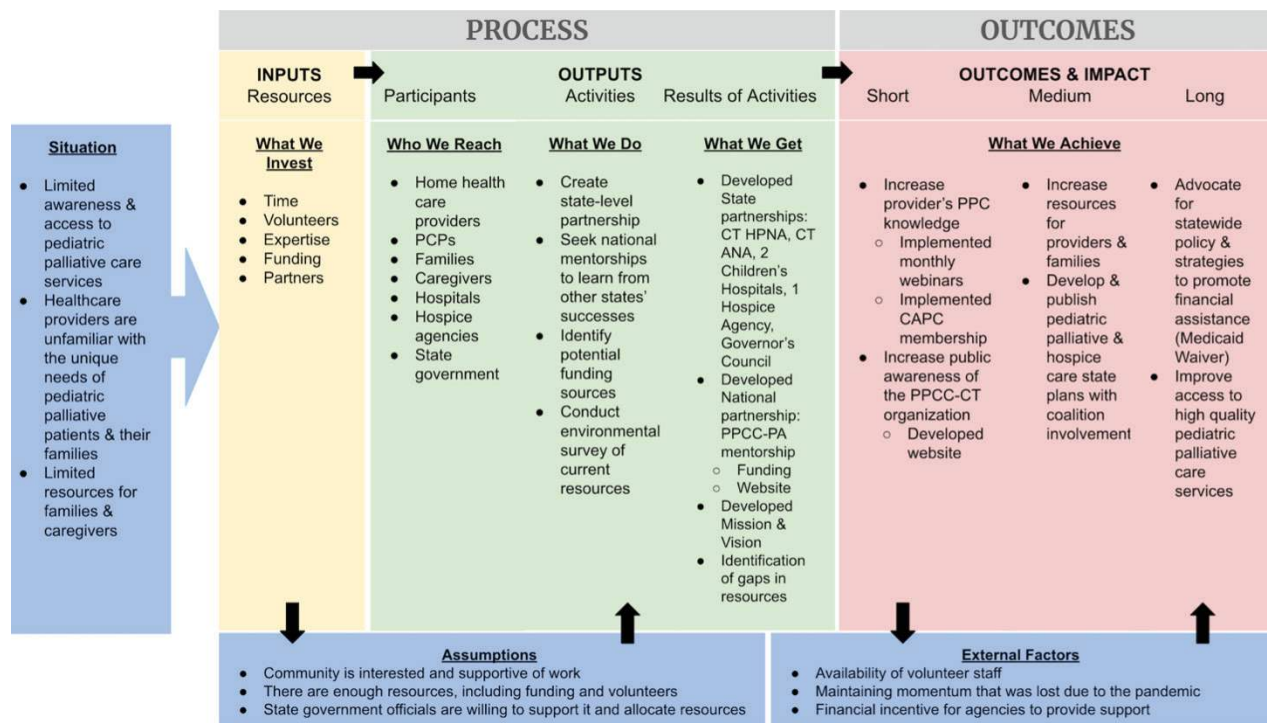 PROCESS
OUTCOMES
INPUTS
Resources
OUTPUTS
Participants
Activities
Results of Activities
OUTCOMES & IMPACT
Short
Medium
Long
Situation
● Limited
awareness &
access to
pediatric
palliative care
services
● Healthcare
providers are
unfamiliar with
the unique
needs of
pediatric
palliative
patients & their
families
● Limited
resources for
families &
caregivers
What We
Invest
● Time
● Volunteers
● Expertise
● Funding
● Partners
Who We Reach
● Home health
care
providers
● PCPs
● Families
● Caregivers
● Hospitals
● Hospice
agencies
● State
government
What We Do
● Create
state-level
partnership
● Seek national
mentorships
to learn from
other states'
successes
● Identify
potential
funding
sources
● Conduct
environmental
survey of
current
resources
What We Get
● Developed
State
partnerships:
CT HPNA, CT
ANA, 2
Children's
Hospitals, 1
Hospice
Agency,
Governor's
Council
● Developed
National
partnership:
PPCC-PA
mentorship
○ Funding
○ Website
● Developed
Mission &
Vision
● Identification
of gaps in
resources
What We Achieve
● Increase
provider's PPC
knowledge
○ Implemented
monthly
webinars
○ Implemented
CAPC
membership
● Increase public
awareness of
the PPCC-CT
organization
○ Developed
website
● Increase
resources
for
providers &
families
● Develop &
publish
pediatric
palliative &
hospice
care state
plans with
coalition
involvement
● Advocate
for
statewide
policy &
strategies
to promote
financial
assistance
(Medicaid
Waiver)
● Improve
access to
high quality
pediatric
palliative
care
services
Assumptions
● Community is interested and supportive of work
● There are enough resources, including funding and volunteers
● State government officials are willing to support it and allocate resources
External Factors
● Availability of volunteer staff
● Maintaining momentum that was lost due to the pandemic
● Financial incentive for agencies to provide support